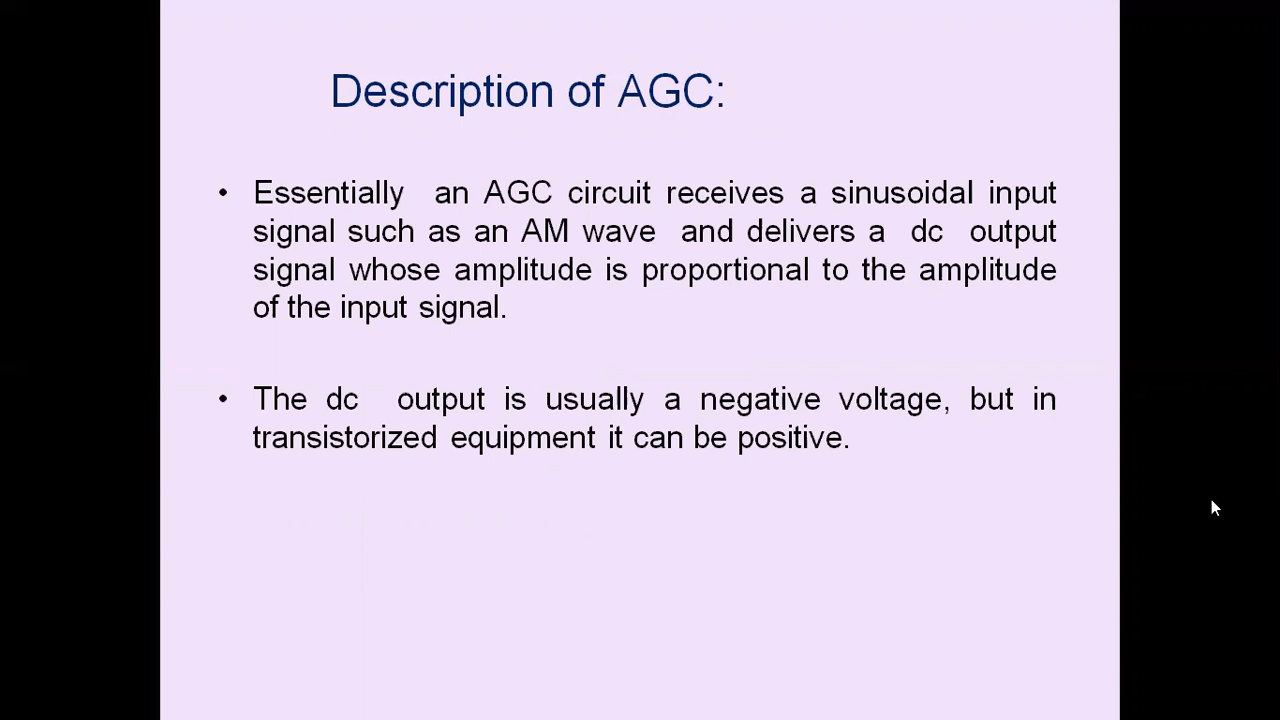 Description of AGC:
• Essentially an AGC circuit receives a sinusoidal input
signal such as an AM wave and delivers a dc output
signal whose amplitude is proportional to the amplitude
of the input signal.
• The dc output is usually a negative voltage, but in
transistorized equipment it can be positive.